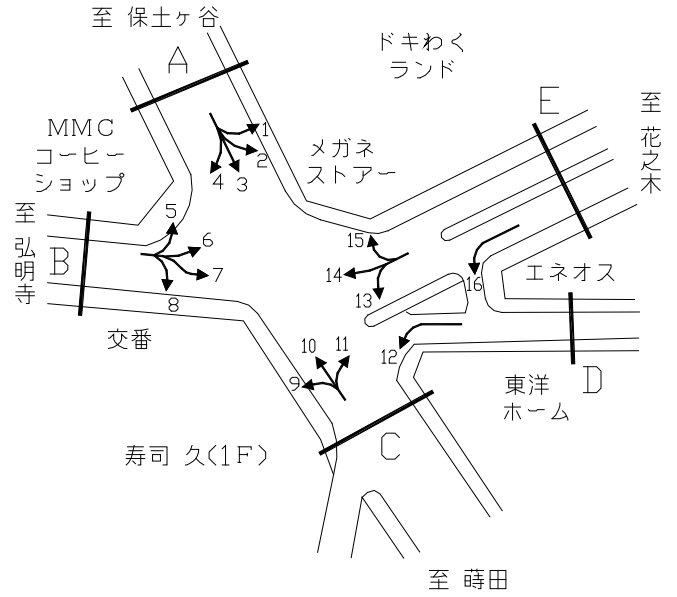 至 保土ヶ谷
A
ドキわく
ランド
E
至 花之木
MMC
コーヒー
ショップ
メガネ
ストアー
1
2
3
4
至 弘明寺
B
5
6
7
8
交番
15
14
13
16
エネオス
12
D
東洋
ホーム
10
11
9
C
寿司 久(1F)
至 蒔田